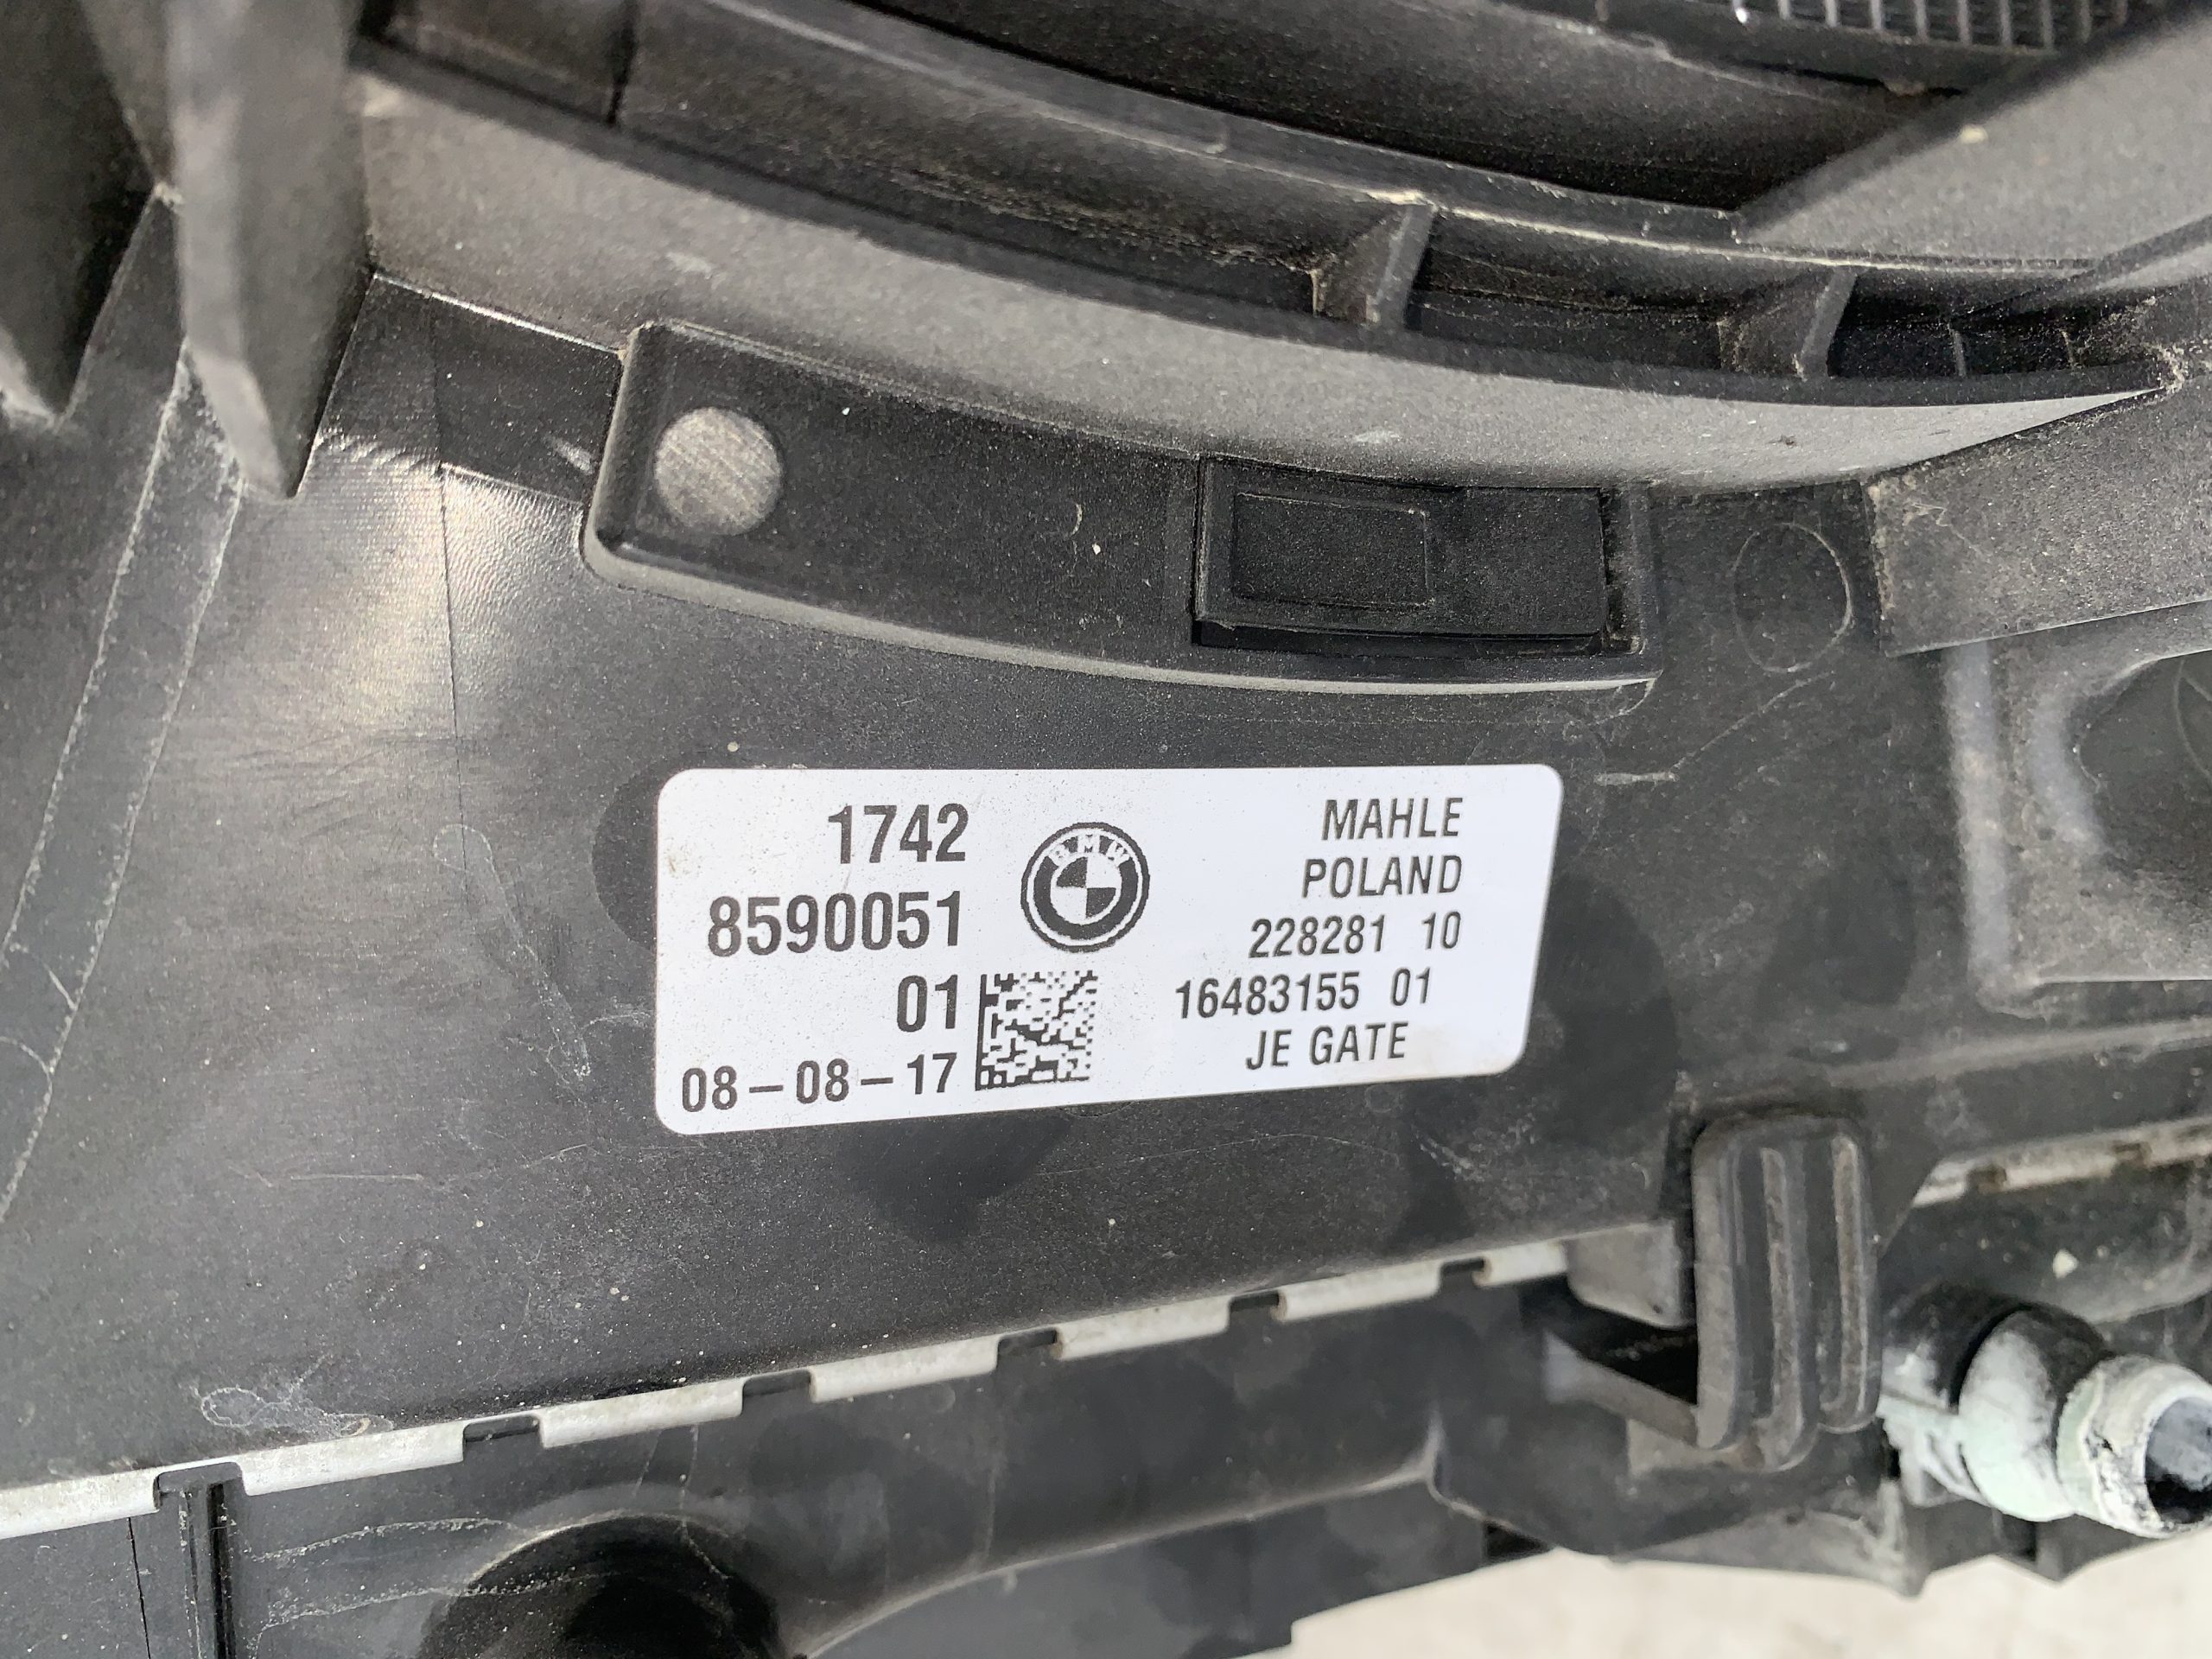 1742
8590051
01
08-08-17
BMW
MAHLE
POLAND
228281 10
16483155 01
JE GATE